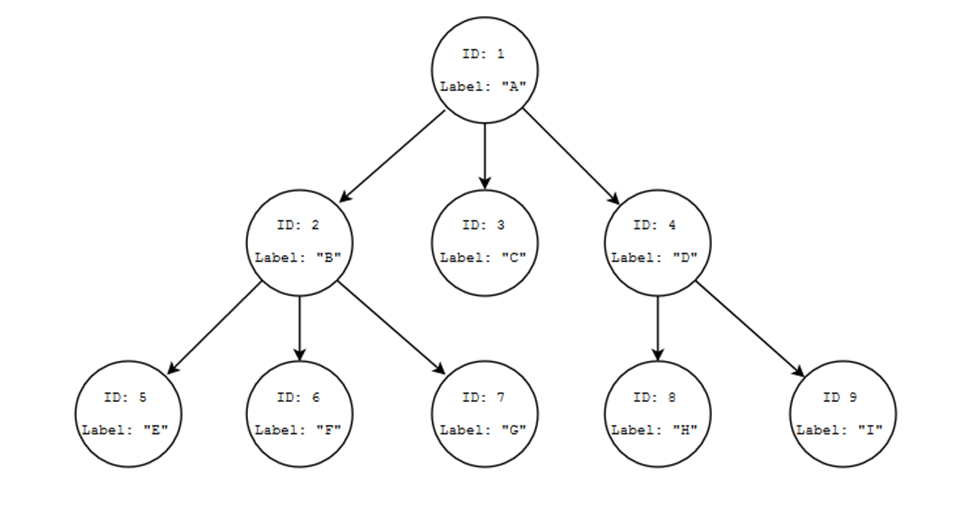 ID: 1
Label: "A"
ID: 2
Label: "B"
ID: 3
Label: "C"
ID: 4
Label: "D"
ID: 5
Label: "E"
ID: 6
Label: "F"
ID: 7
Label: "G"
ID: 8
Label: "H"
ID 9
Label: "I"